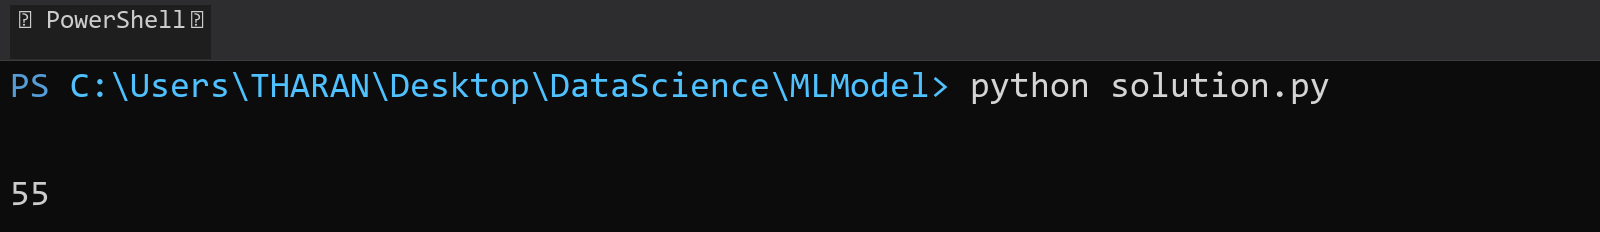 PowerShell
PS C:\Users\THARAN\Desktop\DataScience\MLModel> python solution.py
55